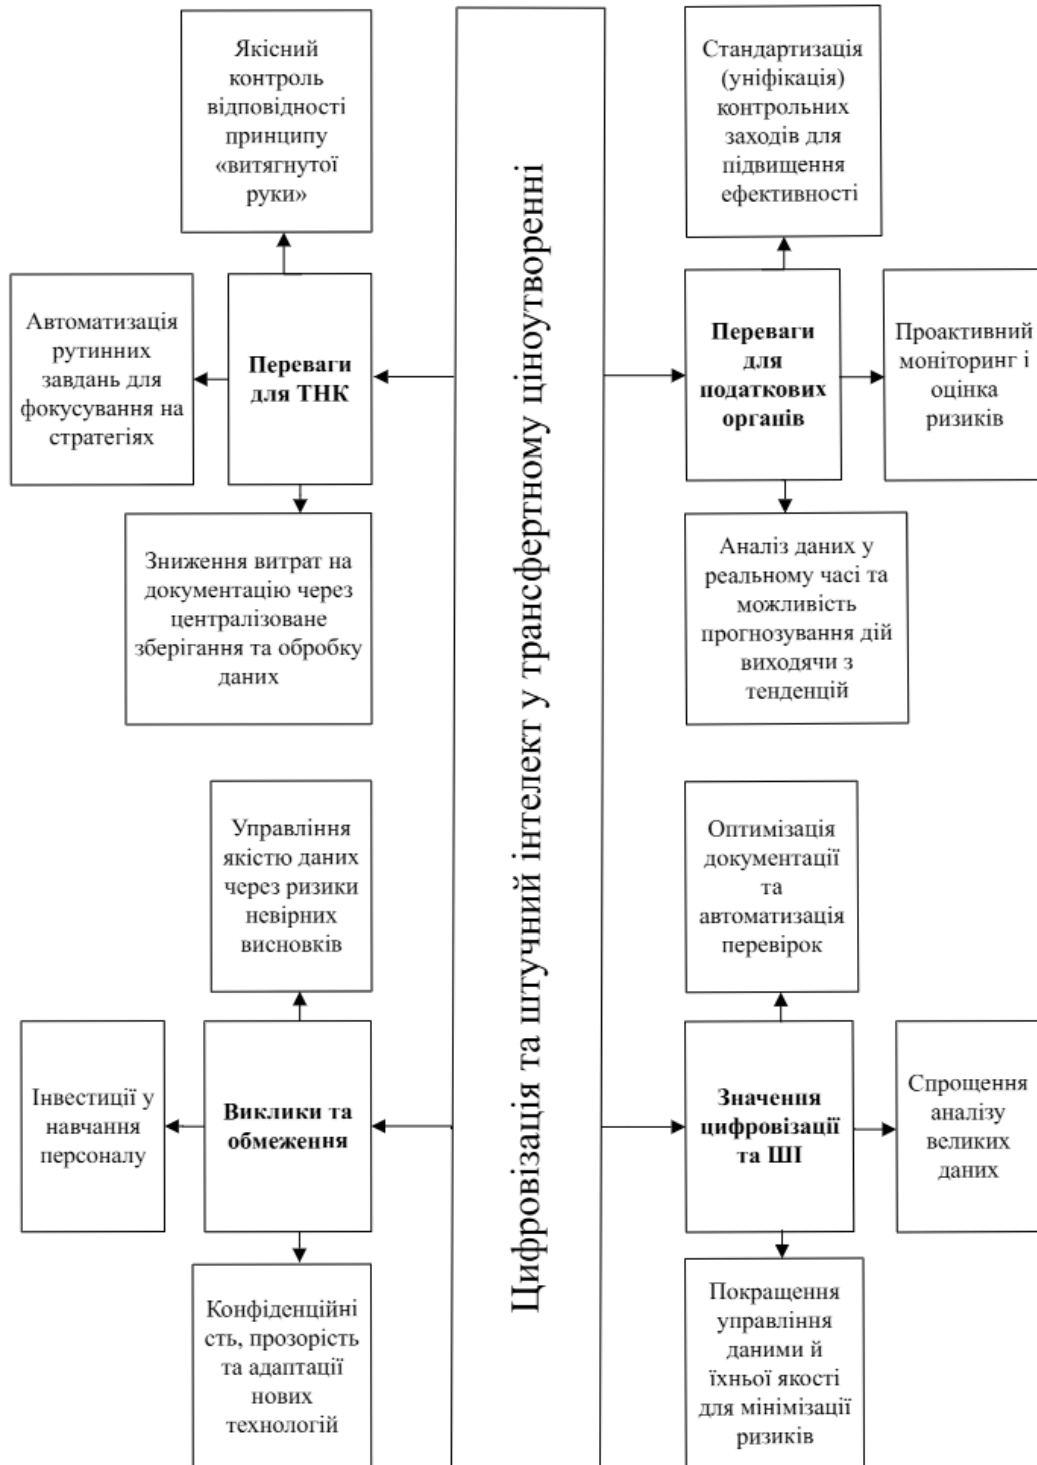 Якісний
контроль
відповідності
принципу
«витягнутої
руки»
Автоматизація
рутинних
завдань для
фокусування на
стратегіях
Переваги
для ТНК
Зниження витрат на
документацію через
централізоване
зберігання та обробку
даних
Цифровізація та штучний інтелект у трансфертному ціноутворенні
Стандартизація
(уніфікація)
контрольних
заходів для
підвищення
ефективності
Переваги
для
податкових
органів
Проактивний
моніторинг і
оцінка
ризиків
Аналіз даних у
реальному часі та
можливість
прогнозування дій
виходячи з
тенденцій
Управління
якістю даних
через ризики
невірних
висновків
Інвестиції у
навчання
персоналу
Виклики та
обмеження
Конфіденційні
сть, прозорість
та адаптації
нових
технологій
Оптимізація
документації
та
автоматизація
перевірок
Значення
цифровізації
та ШІ
Спрощення
аналізу
великих
даних
Покращення
управління
даними й
їхньої якості
для мінімізації
ризиків